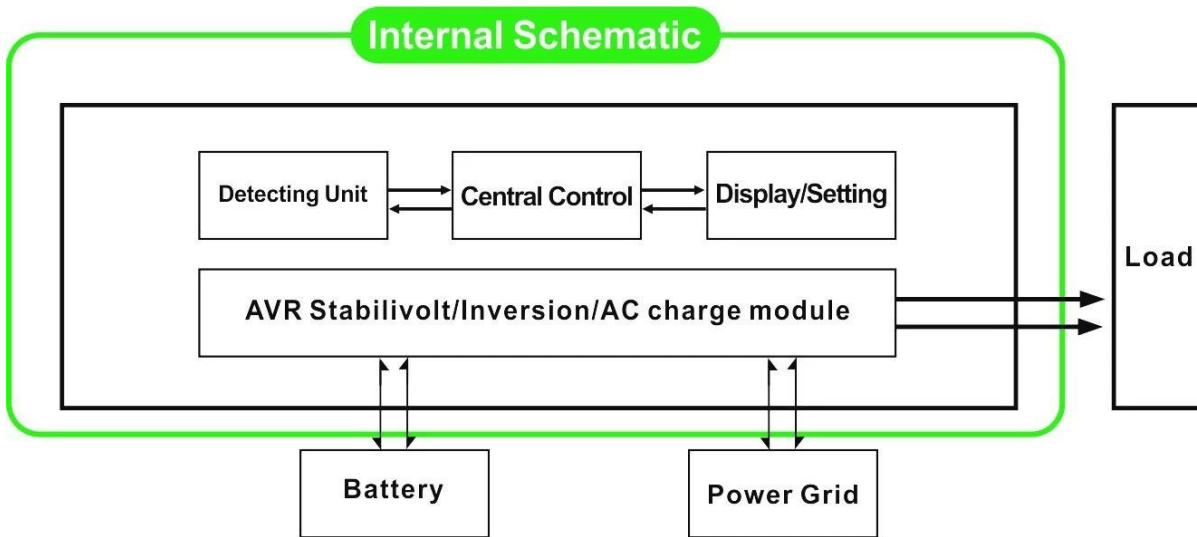 Internal Schematic
Detecting Unit
Central Control
Display/Setting
Load
AVR Stabilivolt/Inversion/AC charge module
Battery
Power Grid